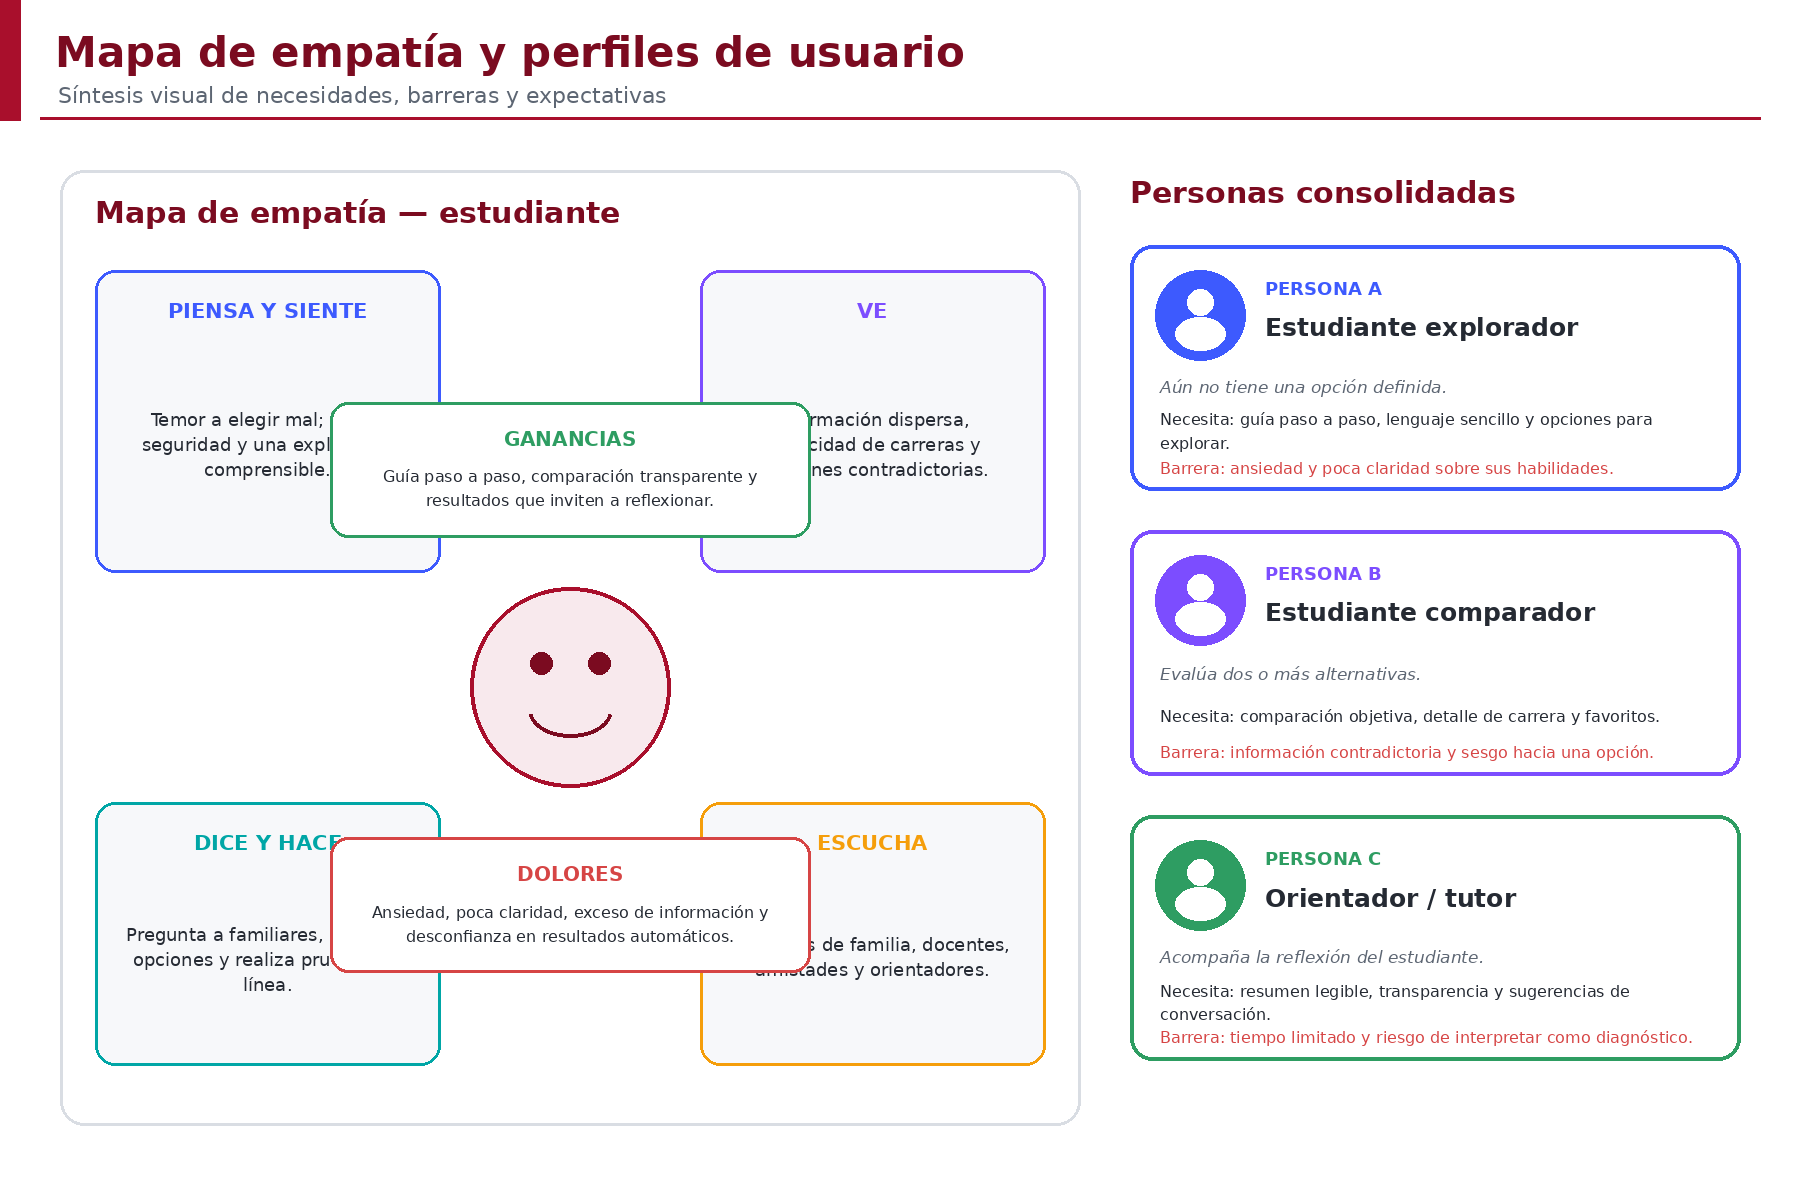 Mapa de empatía y perfiles de usuario
Síntesis visual de necesidades, barreras y expectativas
Mapa de empatía — estudiante
PIENSA Y SIENTE
Temor a elegir mal;
seguridad y una
comprensible.
VE
dispersa,
de carreras y
contradictorias.
GANANCIAS
Guía paso a paso, comparación transparente y
resultados que inviten a reflexionar.
DICE Y HACE
Pregunta a familiares,
opciones y realiza
línea.
ESCUCHA
de familia, docentes,
y orientadores.
DOLORES
Ansiedad, poca claridad, exceso de información y
desconfianza en resultados automáticos.
Personas consolidadas
PERSONA A
Estudiante explorador
Aún no tiene una opción definida.
Necesita: guía paso a paso, lenguaje sencillo y opciones para
explorar.
Barrera: ansiedad y poca claridad sobre sus habilidades.
PERSONA B
Estudiante comparador
Evalúa dos o más alternativas.
Necesita: comparación objetiva, detalle de carrera y favoritos.
Barrera: información contradictoria y sesgo hacia una opción.
PERSONA C
Orientador / tutor
Acompaña la reflexión del estudiante.
Necesita: resumen legible, transparencia y sugerencias de
conversación.
Barrera: tiempo limitado y riesgo de interpretar como diagnóstico.